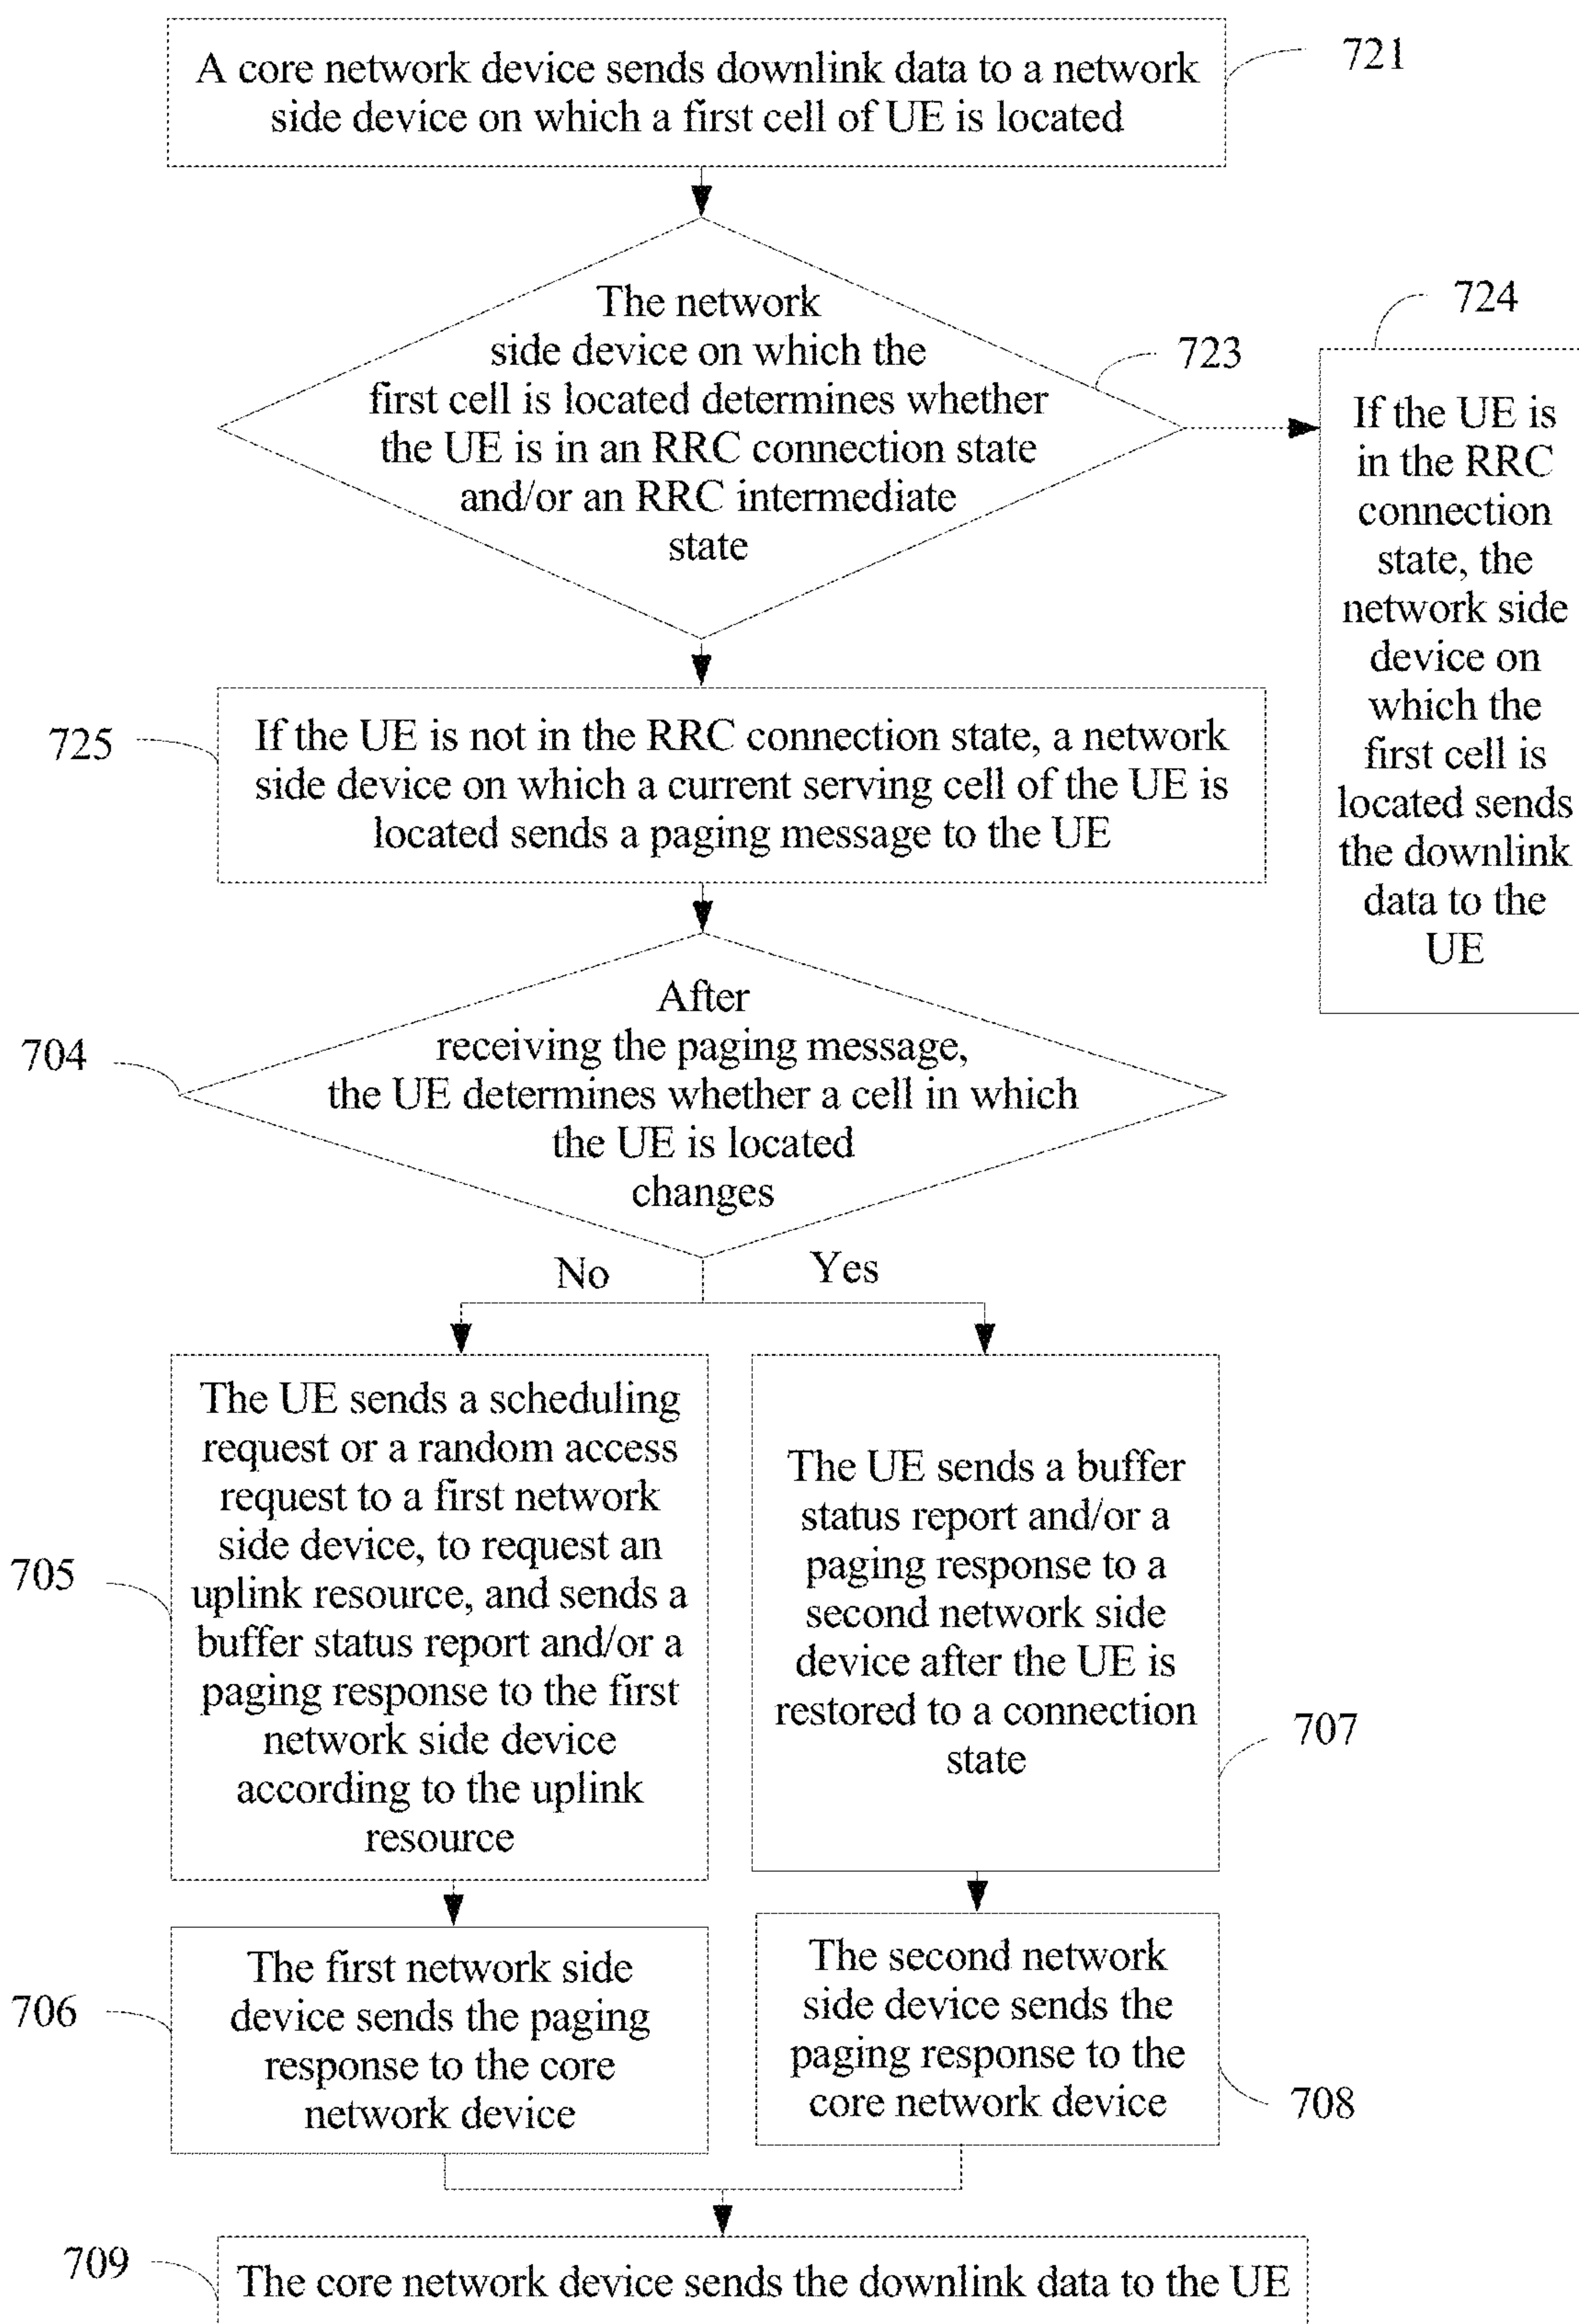 A core network device sends downlink data to a network
side device on which a first cell of UE is located
721
The network
side device on which the
first cell is located determines whether
the UE is in an RRC connection state
and/or an RRC intermediate
state
723
724
If the UE is
in the RRC
connection
state, the
network side
device on
which the
first cell is
located sends
the downlink
data to the
UE
725
If the UE is not in the RRC connection state, a network
side device on which a current serving cell of the UE is
located sends a paging message to the UE
704
After
receiving the paging message,
the UE determines whether a cell in which
the UE is located
changes
No
Yes
705
The UE sends a scheduling
request or a random access
request to a first network
side device, to request an
uplink resource, and sends a
buffer status report and/or a
paging response to the first
network side device
according to the uplink
resource
The UE sends a buffer
status report and/or a
paging response to a
second network side
device after the UE is
restored to a connection
state
707
706
The first network side
device sends the paging
response to the core
network device
The second network
side device sends the
paging response to the
core network device
708
709
The core network device sends the downlink data to the UE